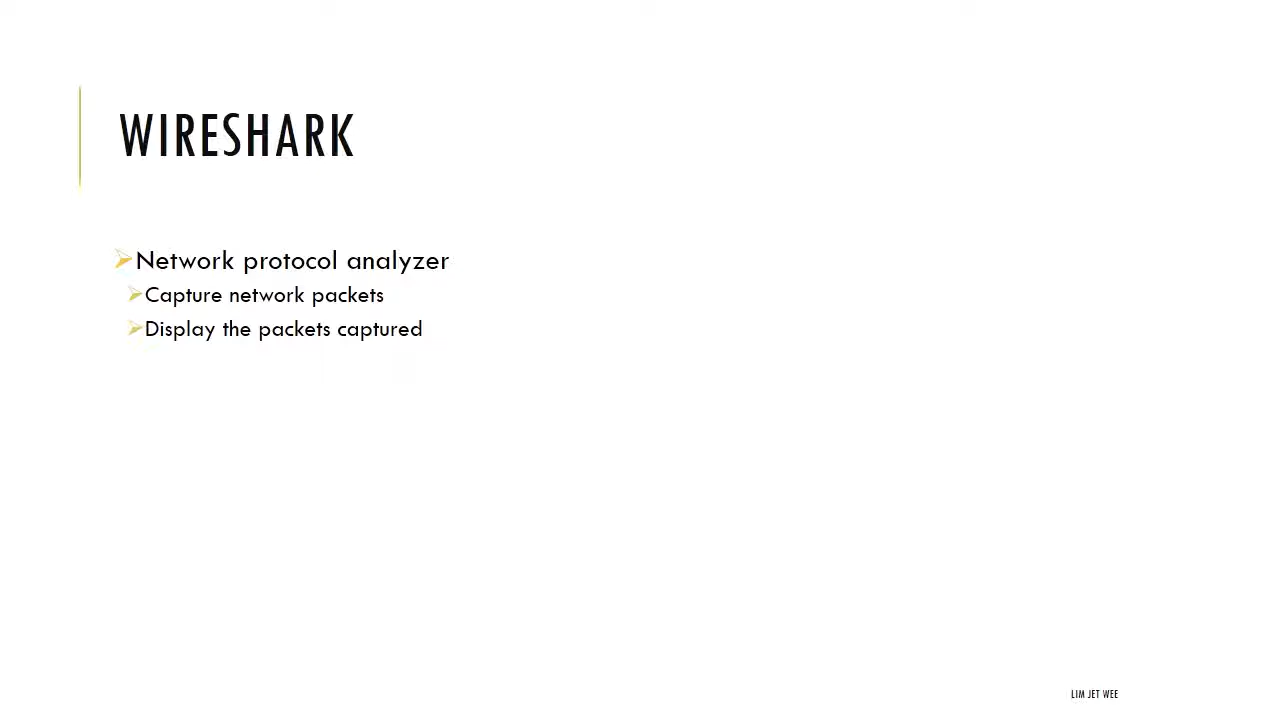 WIRESHARK
Network protocol analyzer
Capture network packets
Display the packets captured
LIM JET WEE